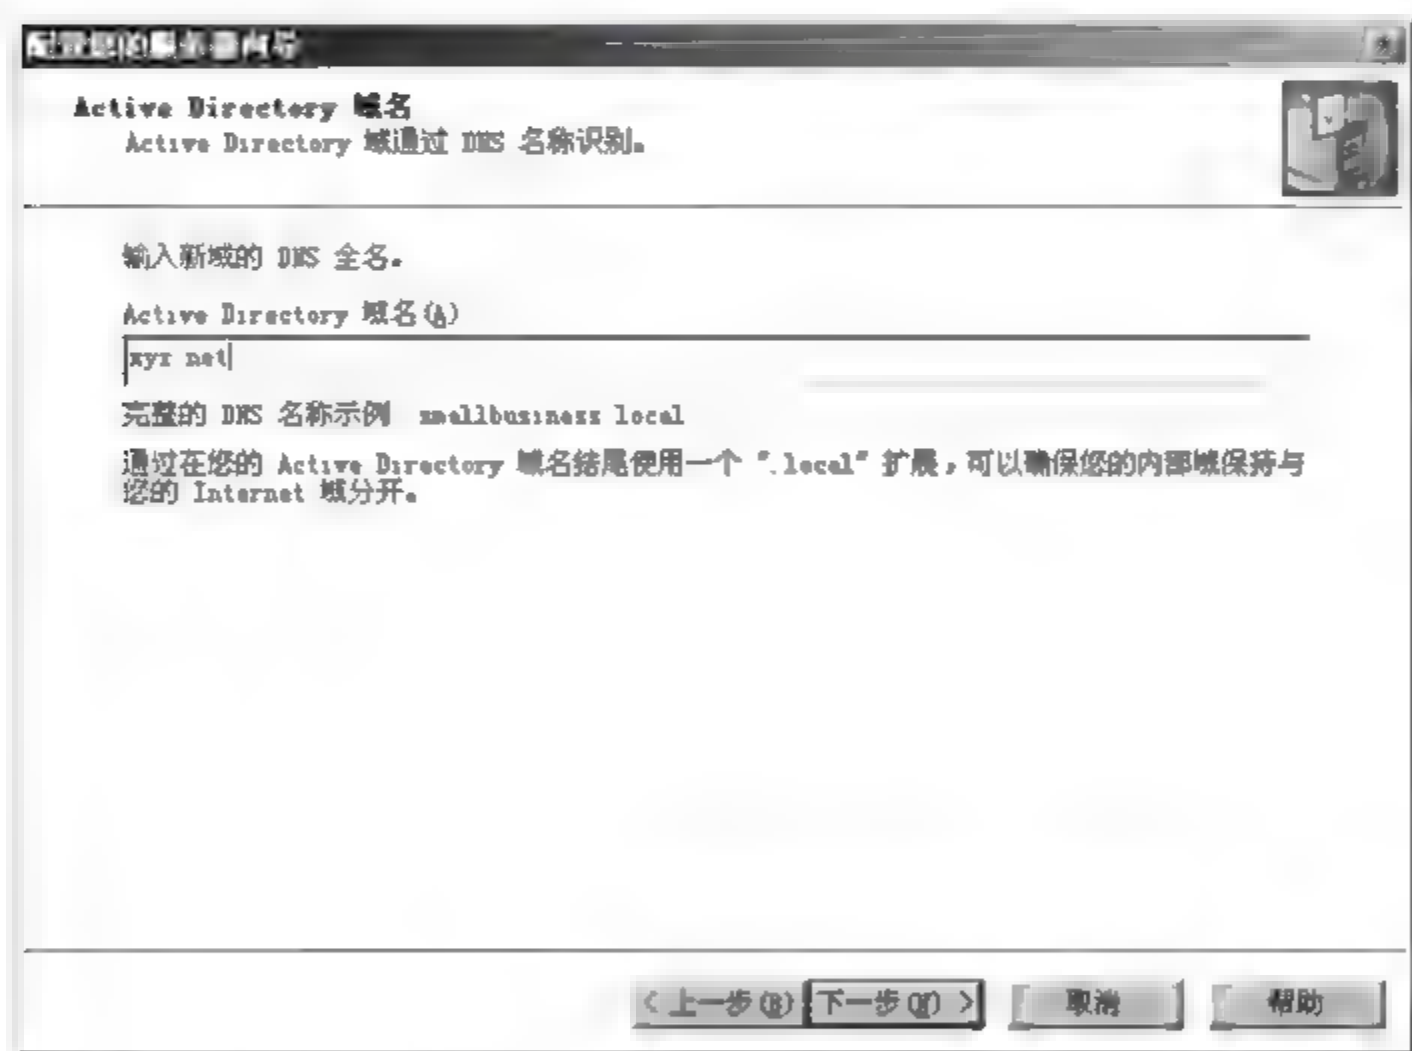 配置您的服务器向导
Active Directory 域名
Active Directory 域通过 DNS 名称识别。
输入新域的 DNS 全名。
Active Directory 域名(A)
xyr net
完整的 DNS 名称示例 smallbusiness local
通过在您的 Active Directory 域名结尾使用一个 ".local" 扩展，可以确保您的内部域保持与
您的 Internet 域分开。
< 上一步(B) 下一步(N) > 取消 帮助